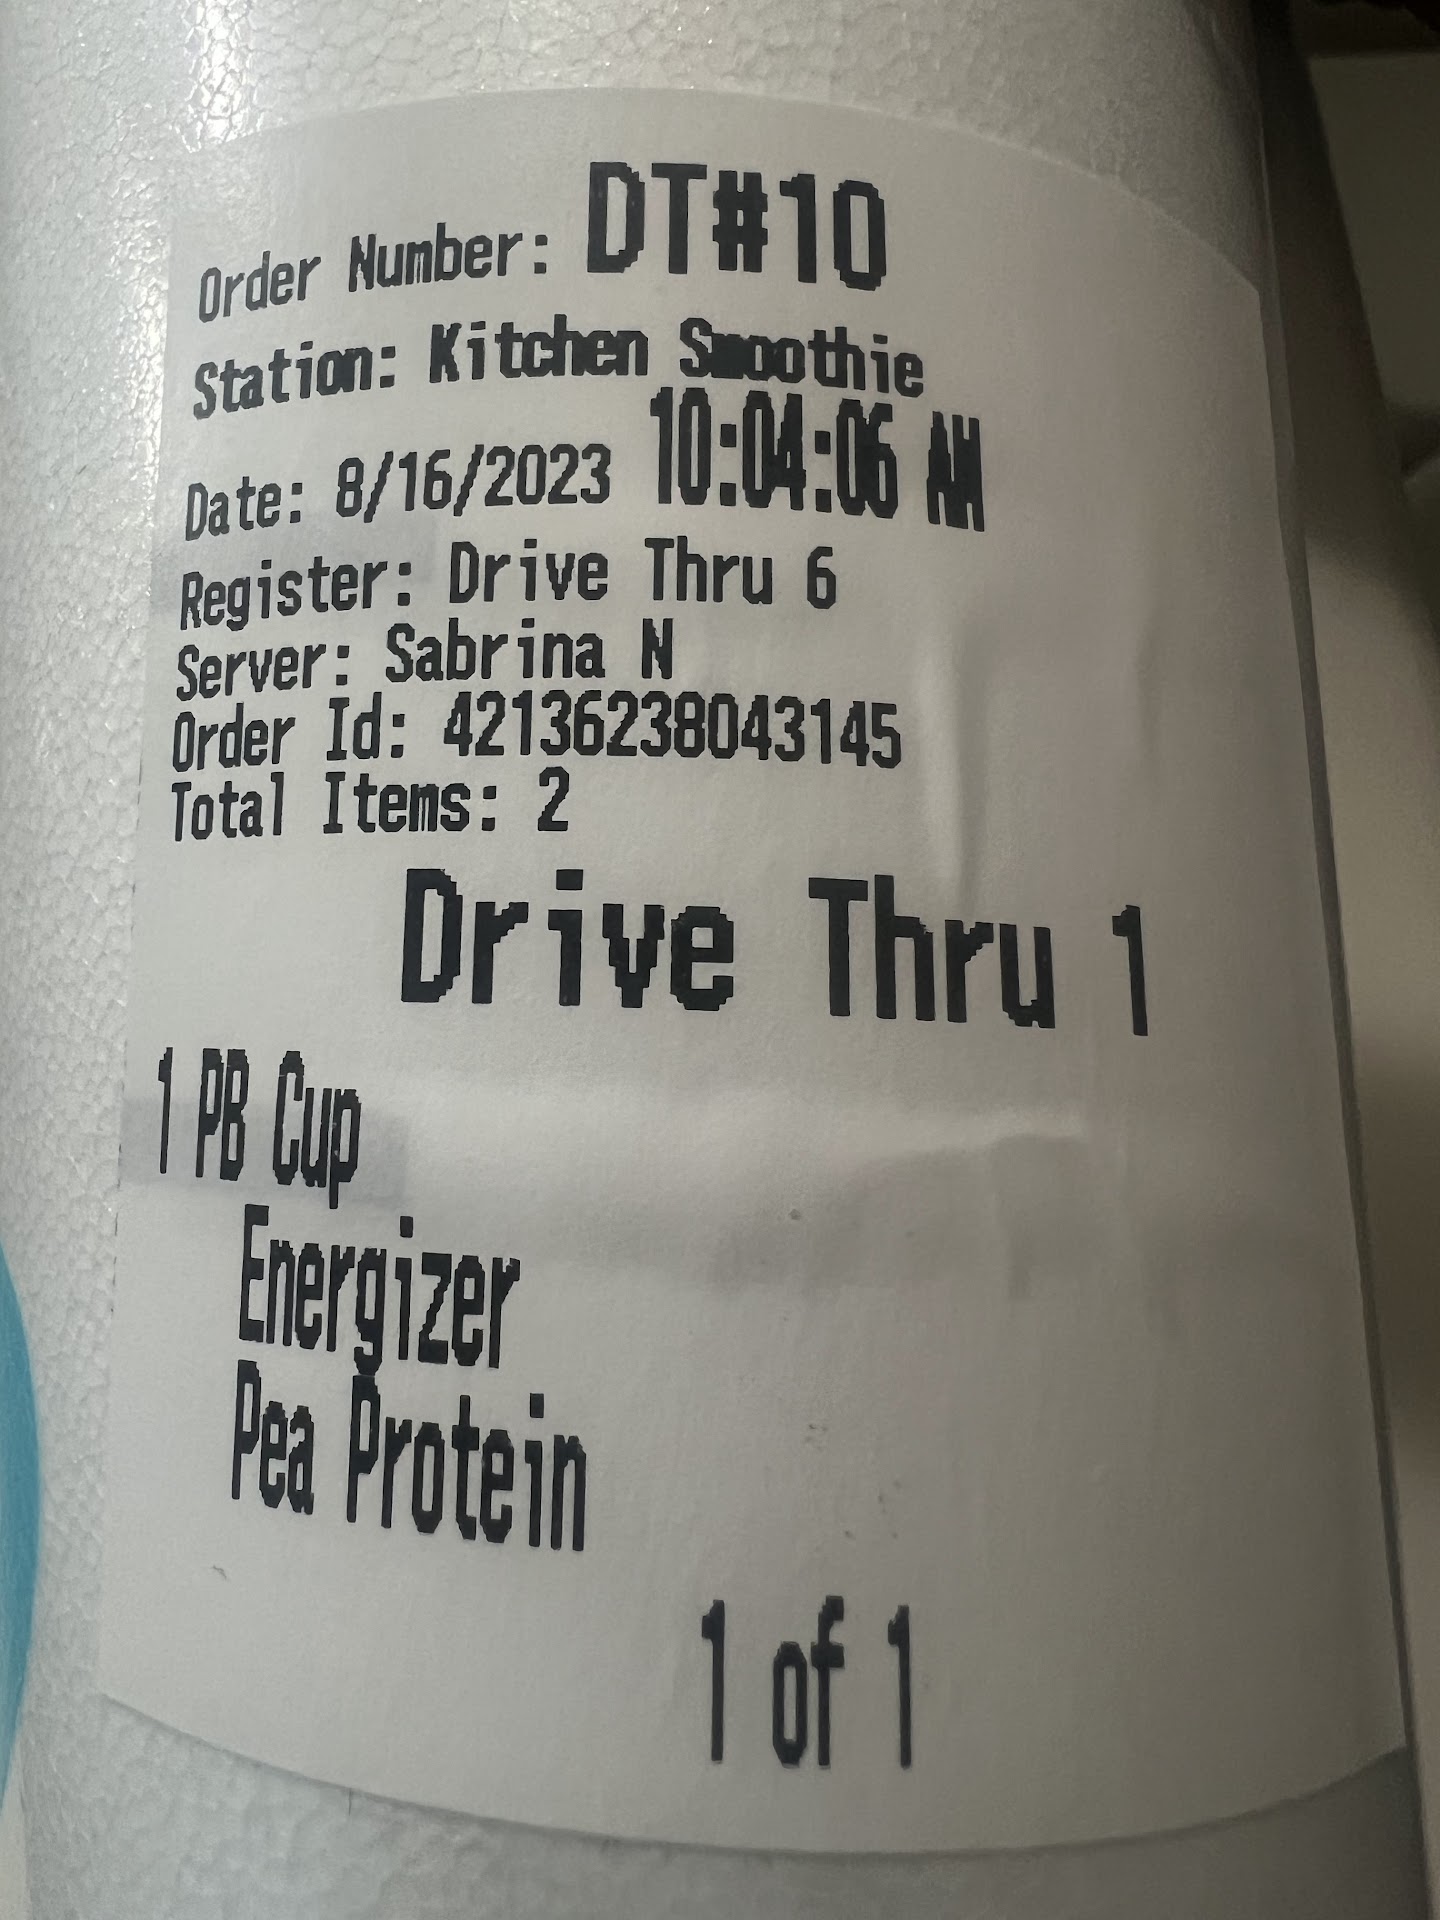 Order Number: DT#10
Station: Kitchen Smoothie
Date: 8/16/2023 10:04:06 AM
Register: Drive Thru 6
Server: Sabrina N
Order Id: 42136238043145
Total Items: 2
Drive Thru 1
1 PB Cup
Energizer
Pea Protein
1 of 1